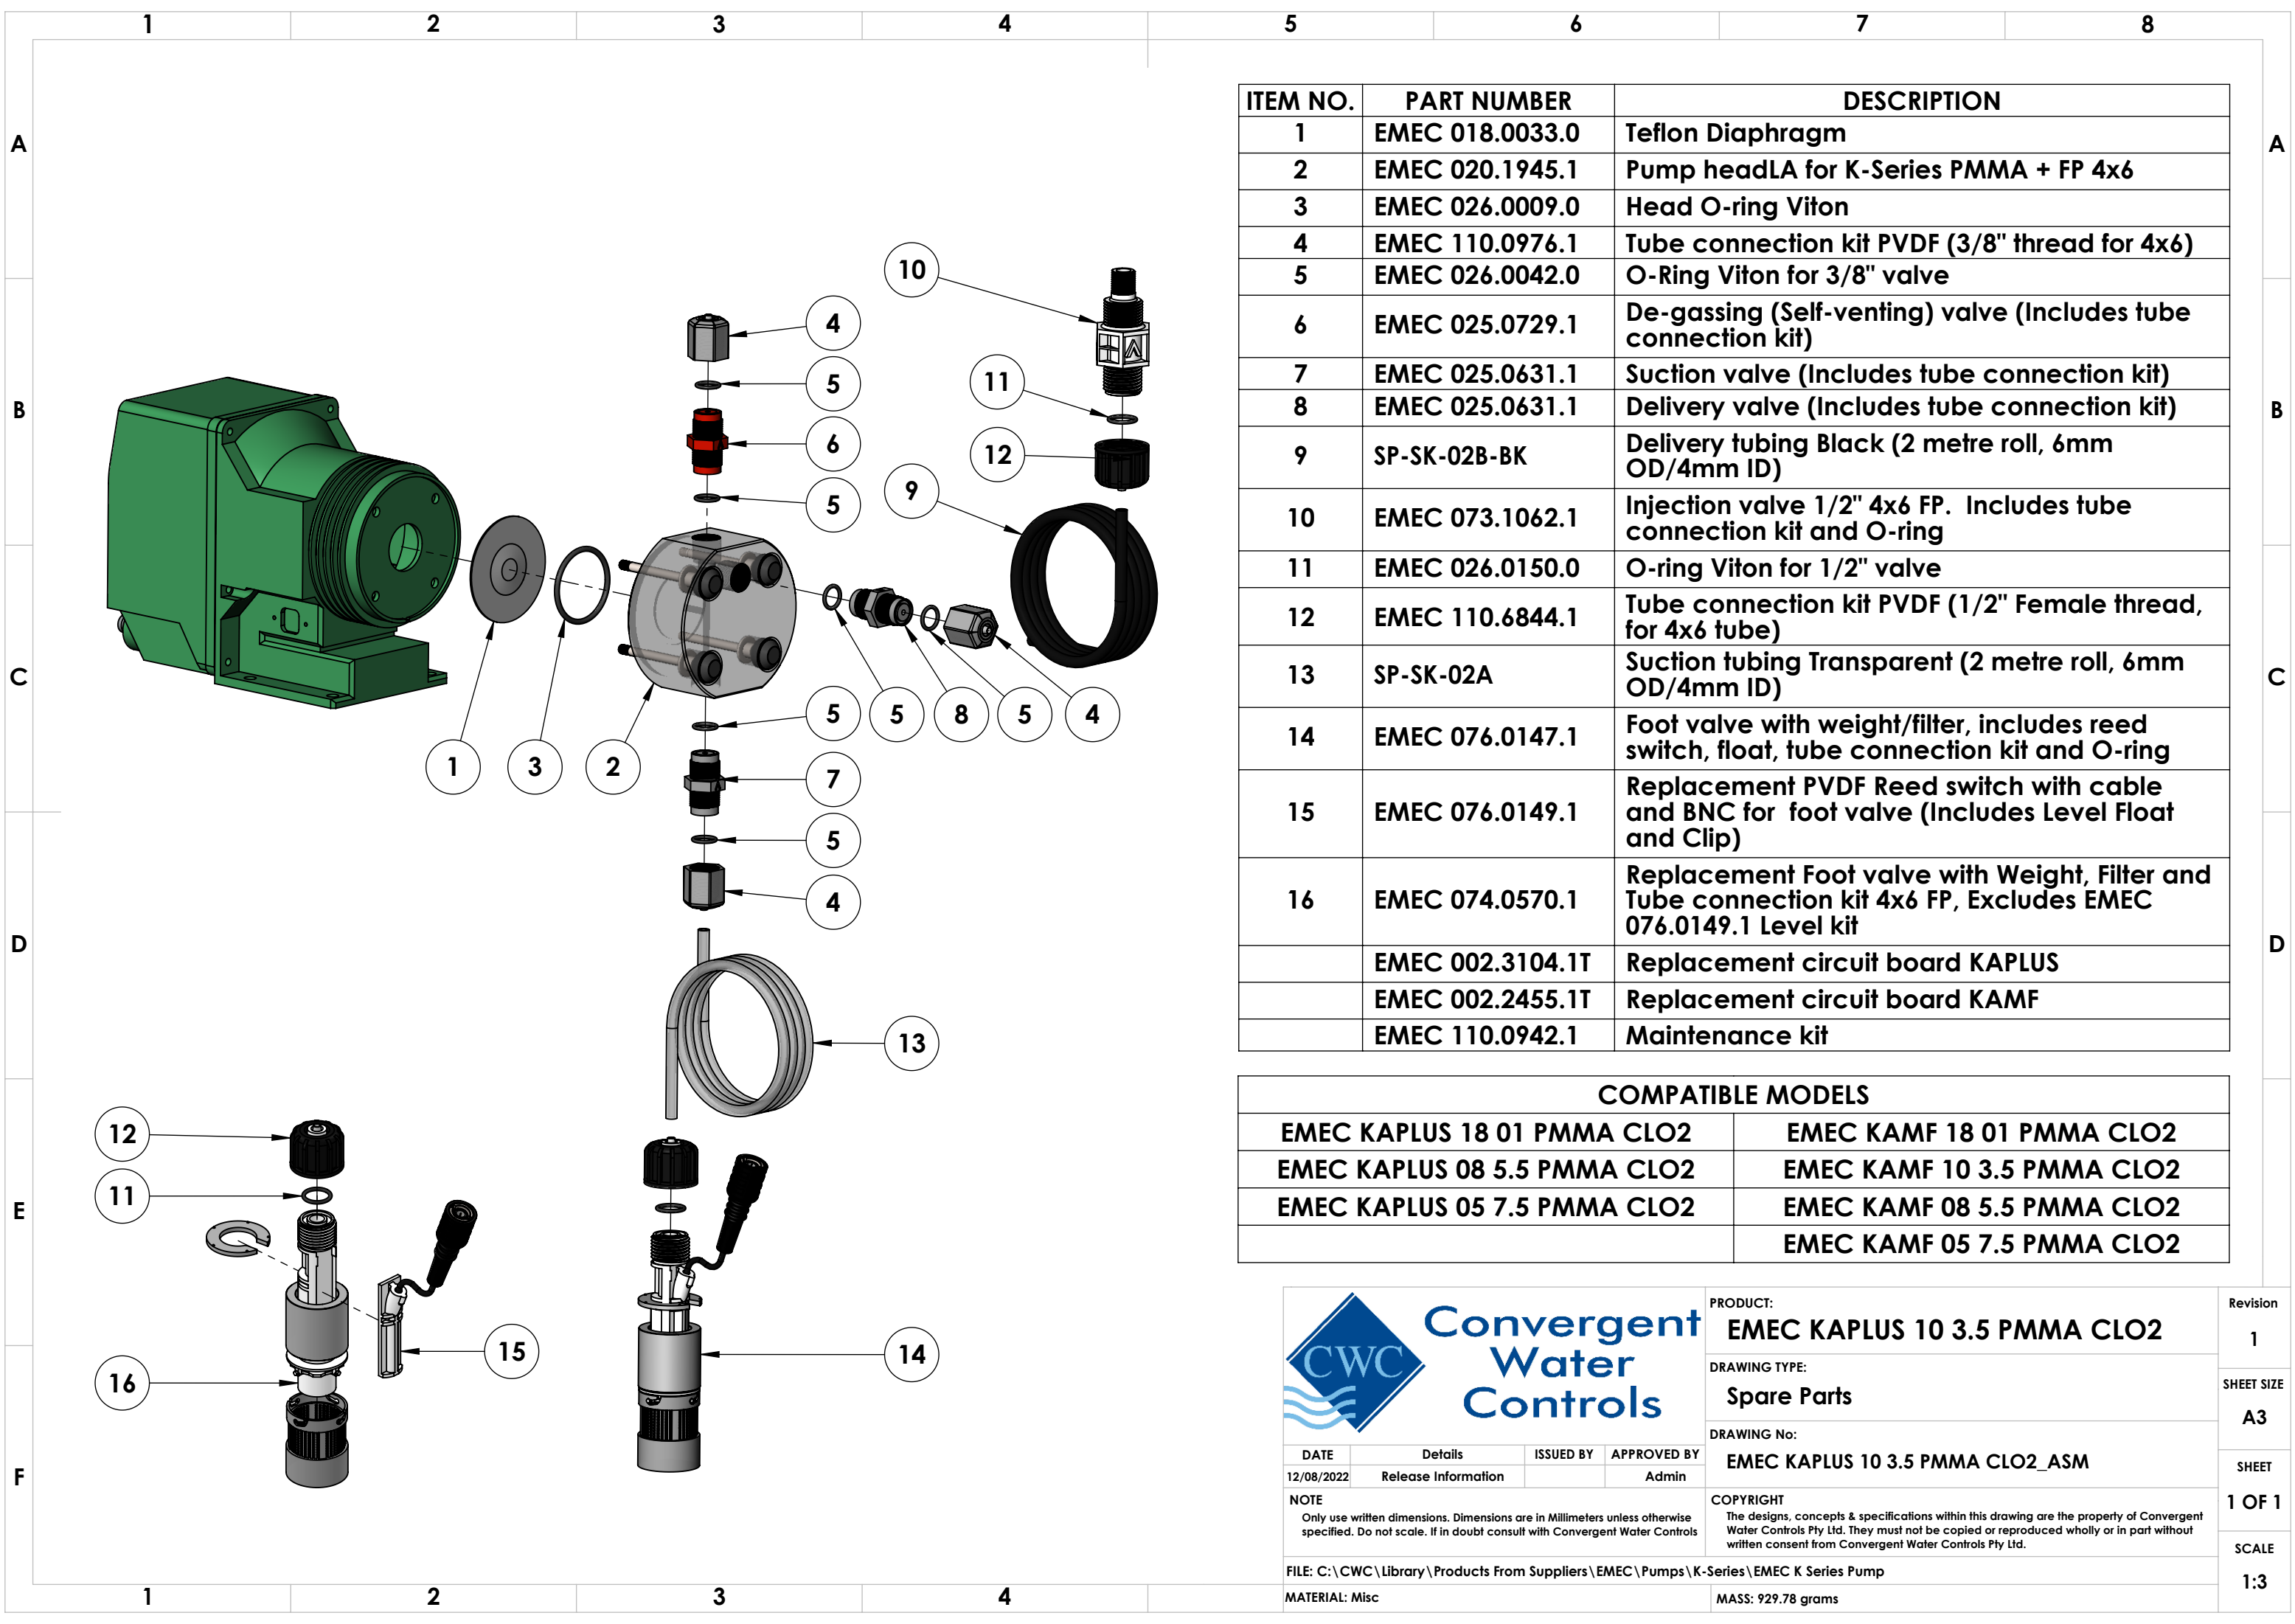 1 2 3 4 5 6 7 8
A A
B B
C C
D D
E
F
ITEM NO. PART NUMBER DESCRIPTION
1 EMEC 018.0033.0 Teflon Diaphragm
2 EMEC 020.1945.1 Pump headLA for K-Series PMMA + FP 4x6
3 EMEC 026.0009.0 Head O-ring Viton
4 EMEC 110.0976.1 Tube connection kit PVDF (3/8" thread for 4x6)
5 EMEC 026.0042.0 O-Ring Viton for 3/8" valve
6 EMEC 025.0729.1 De-gassing (Self-venting) valve (Includes tube
connection kit)
7 EMEC 025.0631.1 Suction valve (Includes tube connection kit)
8 EMEC 025.0631.1 Delivery valve (Includes tube connection kit)
9 SP-SK-02B-BK Delivery tubing Black (2 metre roll, 6mm
OD/4mm ID)
10 EMEC 073.1062.1 Injection valve 1/2" 4x6 FP. Includes tube
connection kit and O-ring
11 EMEC 026.0150.0 O-ring Viton for 1/2" valve
12 EMEC 110.6844.1 Tube connection kit PVDF (1/2" Female thread,
for 4x6 tube)
13 SP-SK-02A Suction tubing Transparent (2 metre roll, 6mm
OD/4mm ID)
14 EMEC 076.0147.1 Foot valve with weight/filter, includes reed
switch, float, tube connection kit and O-ring
15 EMEC 076.0149.1 Replacement PVDF Reed switch with cable
and BNC for foot valve (Includes Level Float
and Clip)
16 EMEC 074.0570.1 Replacement Foot valve with Weight, Filter and
Tube connection kit 4x6 FP, Excludes EMEC
076.0149.1 Level kit
EMEC 002.3104.1T Replacement circuit board KAPLUS
EMEC 002.2455.1T Replacement circuit board KAMF
EMEC 110.0942.1 Maintenance kit
COMPATIBLE MODELS
EMEC KAPLUS 18 01 PMMA CLO2 EMEC KAMF 18 01 PMMA CLO2
EMEC KAPLUS 08 5.5 PMMA CLO2 EMEC KAMF 10 3.5 PMMA CLO2
EMEC KAPLUS 05 7.5 PMMA CLO2 EMEC KAMF 08 5.5 PMMA CLO2
EMEC KAMF 05 7.5 PMMA CLO2
10
4
5
11
6
12
9
5
5
5
8
5
4
1
3
2
7
5
4
13
12
11
15
14
16
CWC
Convergent
Water
Controls
PRODUCT:
EMEC KAPLUS 10 3.5 PMMA CLO2
DRAWING TYPE:
Spare Parts
DRAWING No:
EMEC KAPLUS 10 3.5 PMMA CLO2_ASM
Revision
1
SHEET SIZE
A3
SHEET
1 OF 1
SCALE
1:3
DATE Details ISSUED BY APPROVED BY
12/08/2022 Release Information Admin
NOTE
Only use written dimensions. Dimensions are in Millimeters unless otherwise
specified. Do not scale. If in doubt consult with Convergent Water Controls
COPYRIGHT
The designs, concepts & specifications within this drawing are the property of Convergent
Water Controls Pty Ltd. They must not be copied or reproduced wholly or in part without
written consent from Convergent Water Controls Pty Ltd.
FILE: C:\CWC\Library\Products From Suppliers\EMEC\Pumps\K-Series\EMEC K Series Pump
MATERIAL: Misc
MASS: 929.78 grams
1 2 3 4